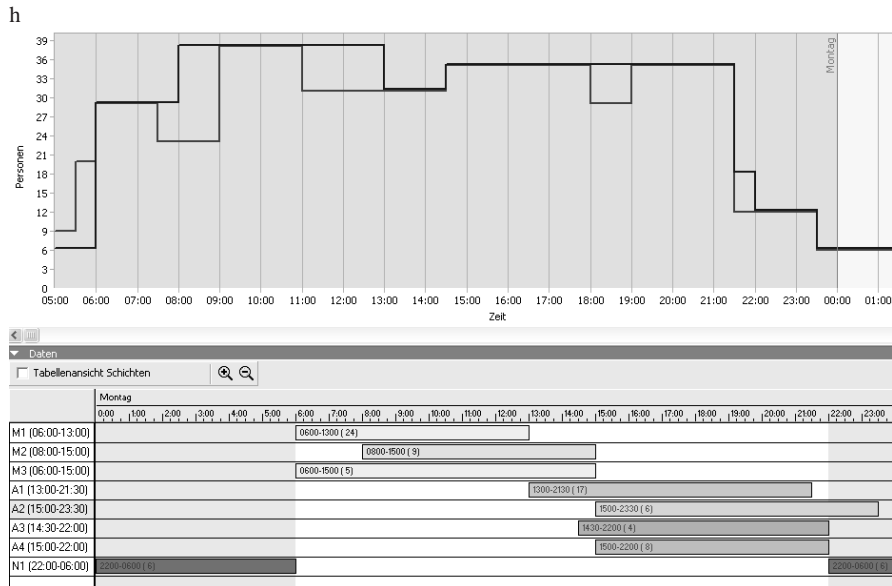 h
39
36
33
30
27
24
21
18
15
12
9
6
3
0
Personen
Montag
05:00 06:00 07:00 08:00 09:00 10:00 11:00 12:00 13:00 14:00 15:00 16:00 17:00 18:00 19:00 20:00 21:00 22:00 23:00 00:00 01:00
Zeit
Daten
Tabellenansicht Schichten
Montag
0:00 1:00 2:00 3:00 4:00 5:00 6:00 7:00 8:00 9:00 10:00 11:00 12:00 13:00 14:00 15:00 16:00 17:00 18:00 19:00 20:00 21:00 22:00 23:00
M1 (06:00-13:00) 0600-1300 ( 24)
M2 (08:00-15:00) 0800-1500 ( 9)
M3 (06:00-15:00) 0600-1500 ( 5)
A1 (13:00-21:30) 1300-2130 ( 17)
A2 (15:00-23:30) 1500-2330 ( 6)
A3 (14:30-22:00) 1430-2200 ( 4)
A4 (15:00-22:00) 1500-2200 ( 8)
N1 (22:00-06:00) 2200-0600 ( 6) 2200-0600 ( 6)